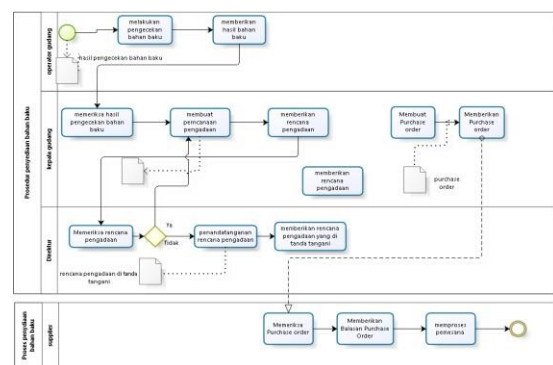 Prosedur penyediaan bahan baku
operator gudang
melakukan
pengecekan
bahan baku
memberikan
hasil bahan
baku
hasil pengecekan bahan baku
kepala gudang
memeriksa hasil
pengecekan bahan
baku
membuat
perncanaan
pengadaan
memberikan
rencana
pengadaan
memberikan
rencana
pengadaan
Membuat
Purchase
order
Memberikan
Purchase
order
purchase
order
Direktur
Memeriksa rencana
pengadaan
Ya
Tidak
penandatanganan
rencana pengadaan
memberikan rencana
pengadaan yang di
tanda tangani
rencana pengadaan di tanda
tangani
Proses penyediaan
bahan baku
supplier
Memeriksa
Purchase order
Memberikan
Balasan Purchase
Order
memproses